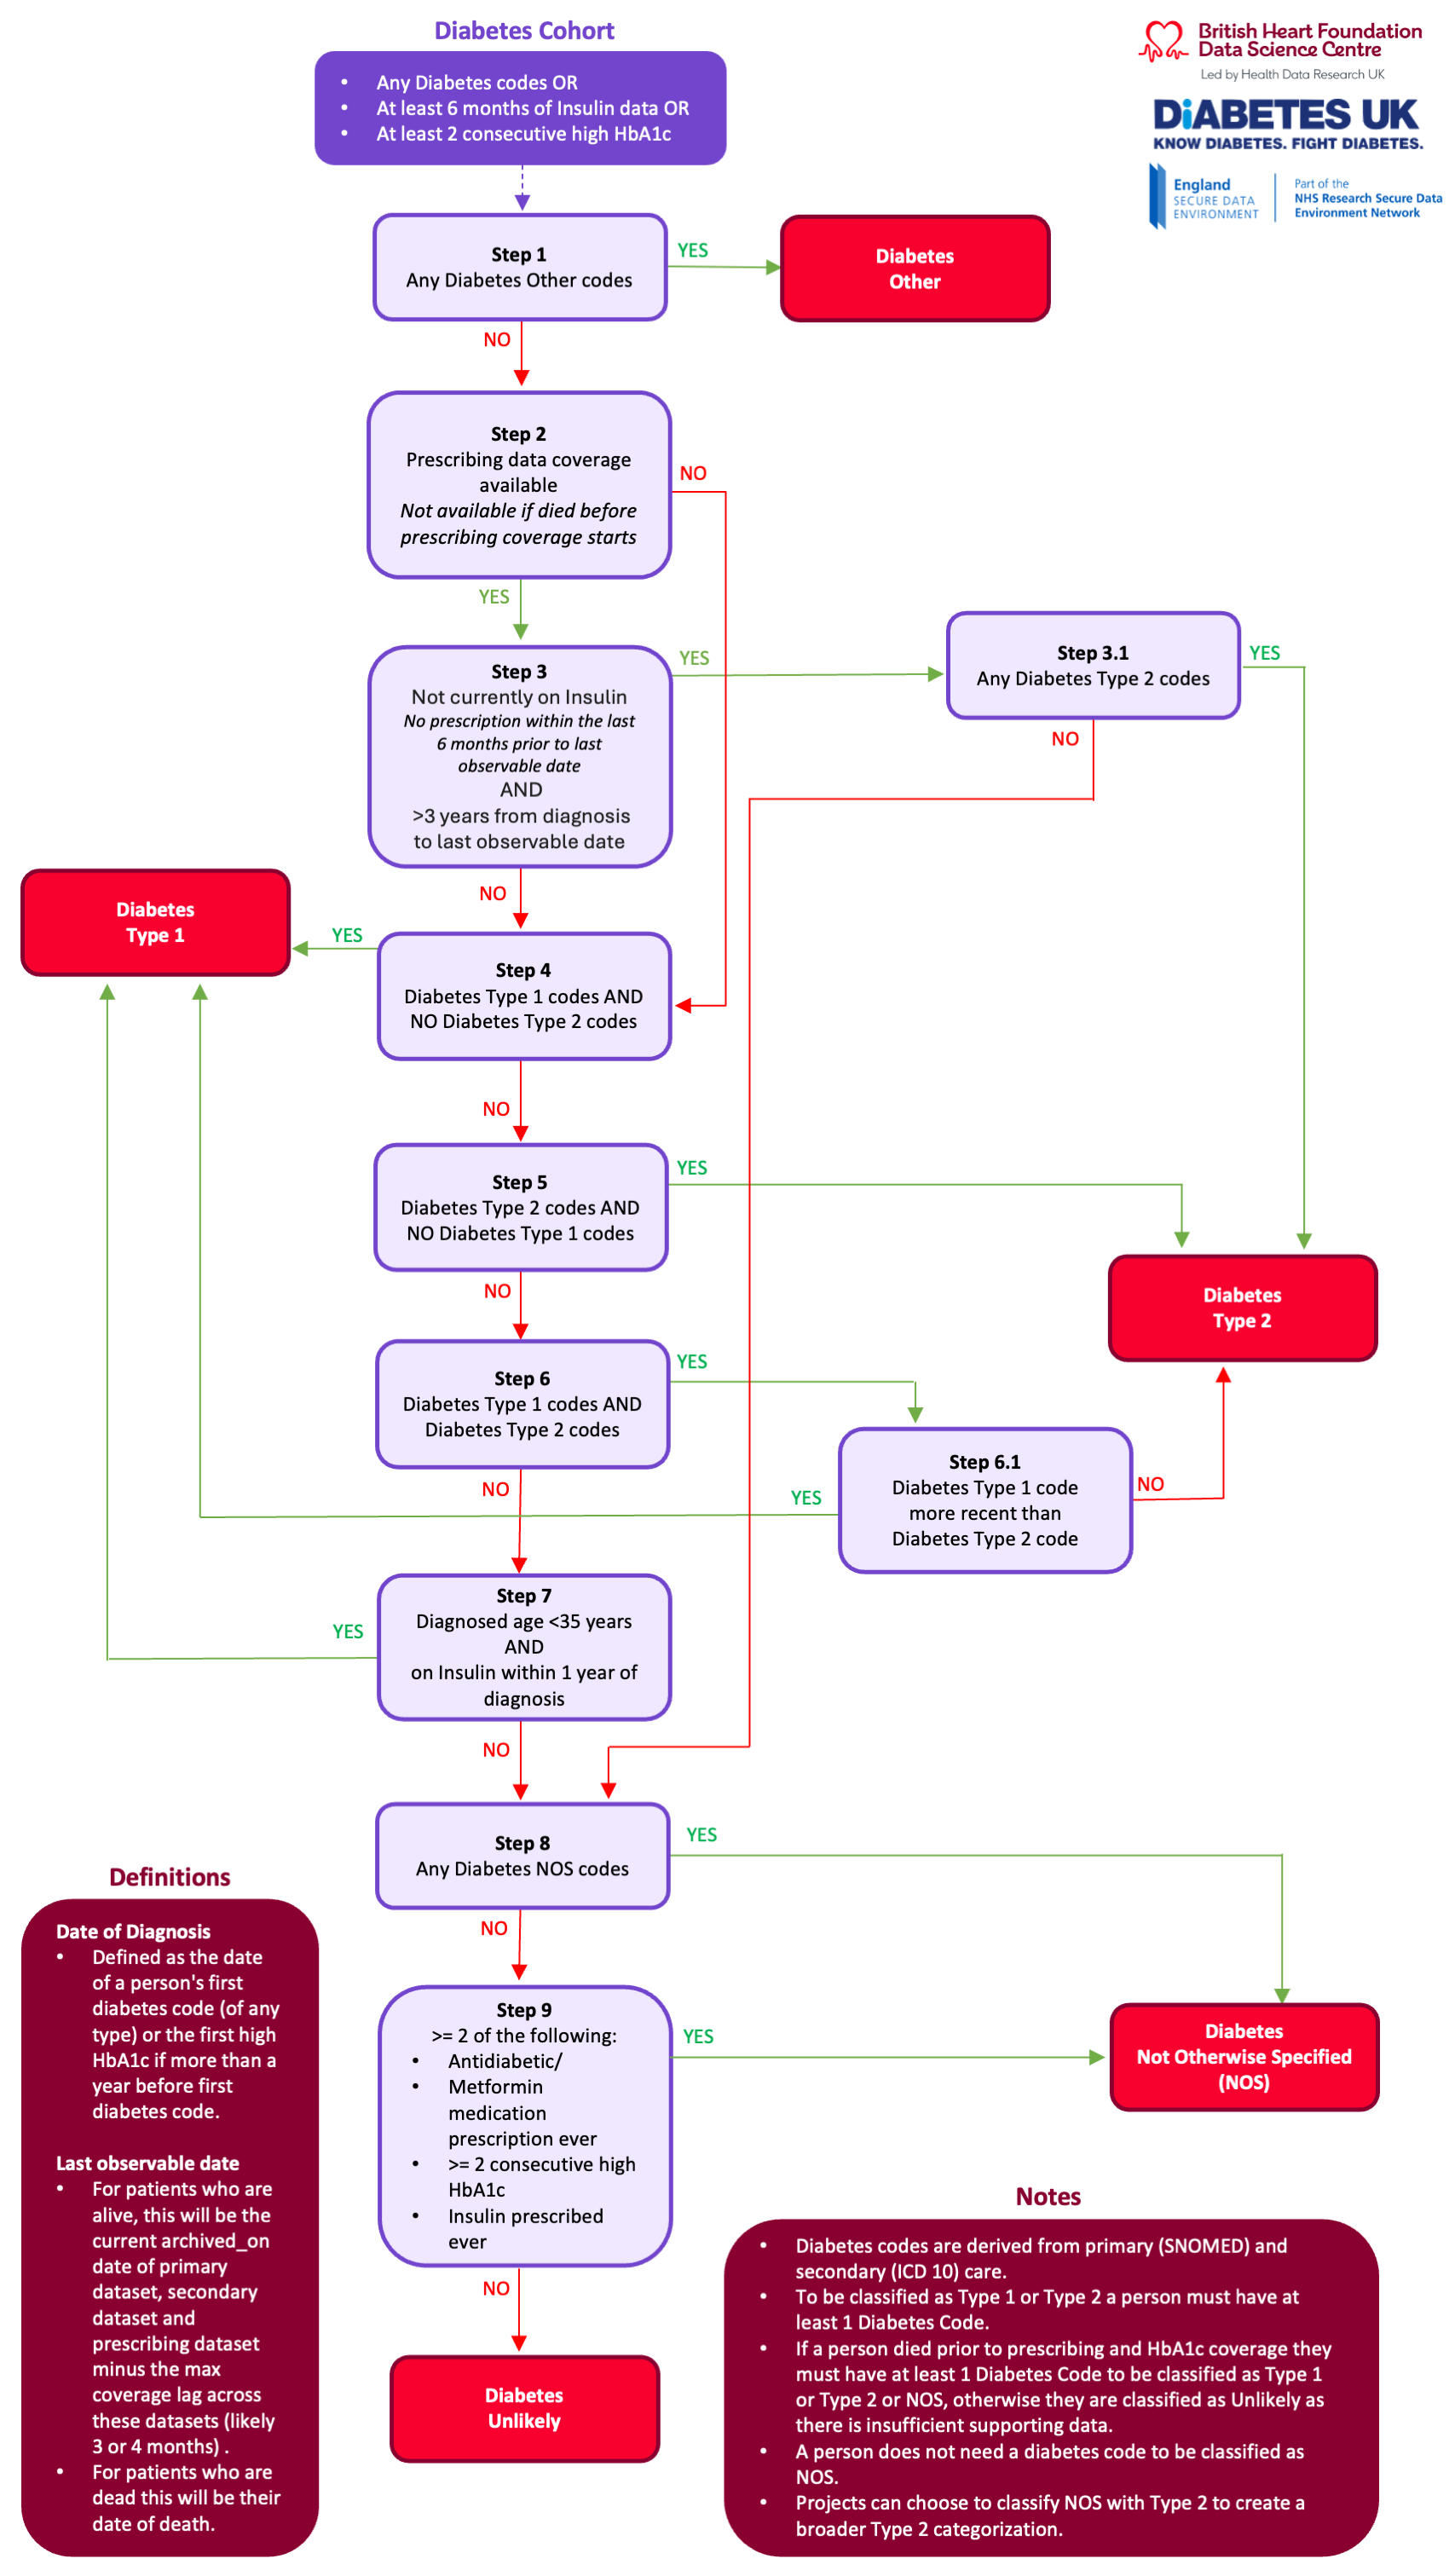 Diabetes Cohort
• Any Diabetes codes OR
• At least 6 months of Insulin data OR
• At least 2 consecutive high HbA1c
British Heart Foundation
Data Science Centre
Led by Health Data Research UK
DiABETES UK
KNOW DIABETES. FIGHT DIABETES.
England
SECURE DATA
ENVIRONMENT
Part of the
NHS Research Secure Data
Environment Network
Step 1
Any Diabetes Other codes
YES
Diabetes
Other
NO
Step 2
Prescribing data coverage
available
Not available if died before
prescribing coverage starts
NO
YES
Step 3
Not currently on Insulin
No prescription within the last
6 months prior to last
observable date
AND
>3 years from diagnosis
to last observable date
YES
Step 3.1
Any Diabetes Type 2 codes
YES
NO
NO
Diabetes
Type 1
YES
Step 4
Diabetes Type 1 codes AND
NO Diabetes Type 2 codes
NO
Step 5
Diabetes Type 2 codes AND
NO Diabetes Type 1 codes
YES
NO
Diabetes
Type 2
Step 6
Diabetes Type 1 codes AND
Diabetes Type 2 codes
YES
NO
Step 6.1
Diabetes Type 1 code
more recent than
Diabetes Type 2 code
YES
NO
Step 7
Diagnosed age <35 years
AND
on Insulin within 1 year of
diagnosis
YES
NO
Step 8
Any Diabetes NOS codes
YES
NO
Step 9
>= 2 of the following:
• Antidiabetic/
• Metformin
medication
prescription ever
• >= 2 consecutive high
HbA1c
• Insulin prescribed
ever
YES
Diabetes
Not Otherwise Specified
(NOS)
NO
Diabetes
Unlikely
Definitions
Date of Diagnosis
• Defined as the date
of a person's first
diabetes code (of any
type) or the first high
HbA1c if more than a
year before first
diabetes code.
Last observable date
• For patients who are
alive, this will be the
current archived_on
date of primary
dataset, secondary
dataset and
prescribing dataset
minus the max
coverage lag across
these datasets (likely
3 or 4 months) .
• For patients who are
dead this will be their
date of death.
Notes
• Diabetes codes are derived from primary (SNOMED) and
secondary (ICD 10) care.
• To be classified as Type 1 or Type 2 a person must have at
least 1 Diabetes Code.
• If a person died prior to prescribing and HbA1c coverage they
must have at least 1 Diabetes Code to be classified as Type 1
or Type 2 or NOS, otherwise they are classified as Unlikely as
there is insufficient supporting data.
• A person does not need a diabetes code to be classified as
NOS.
• Projects can choose to classify NOS with Type 2 to create a
broader Type 2 categorization.